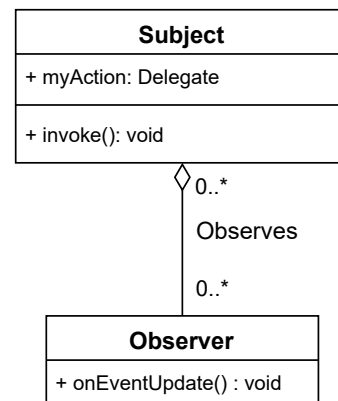 Subject
+ myAction: Delegate
+ invoke(): void
0..*
Observes
0..*
Observer
+ onEventUpdate() : void